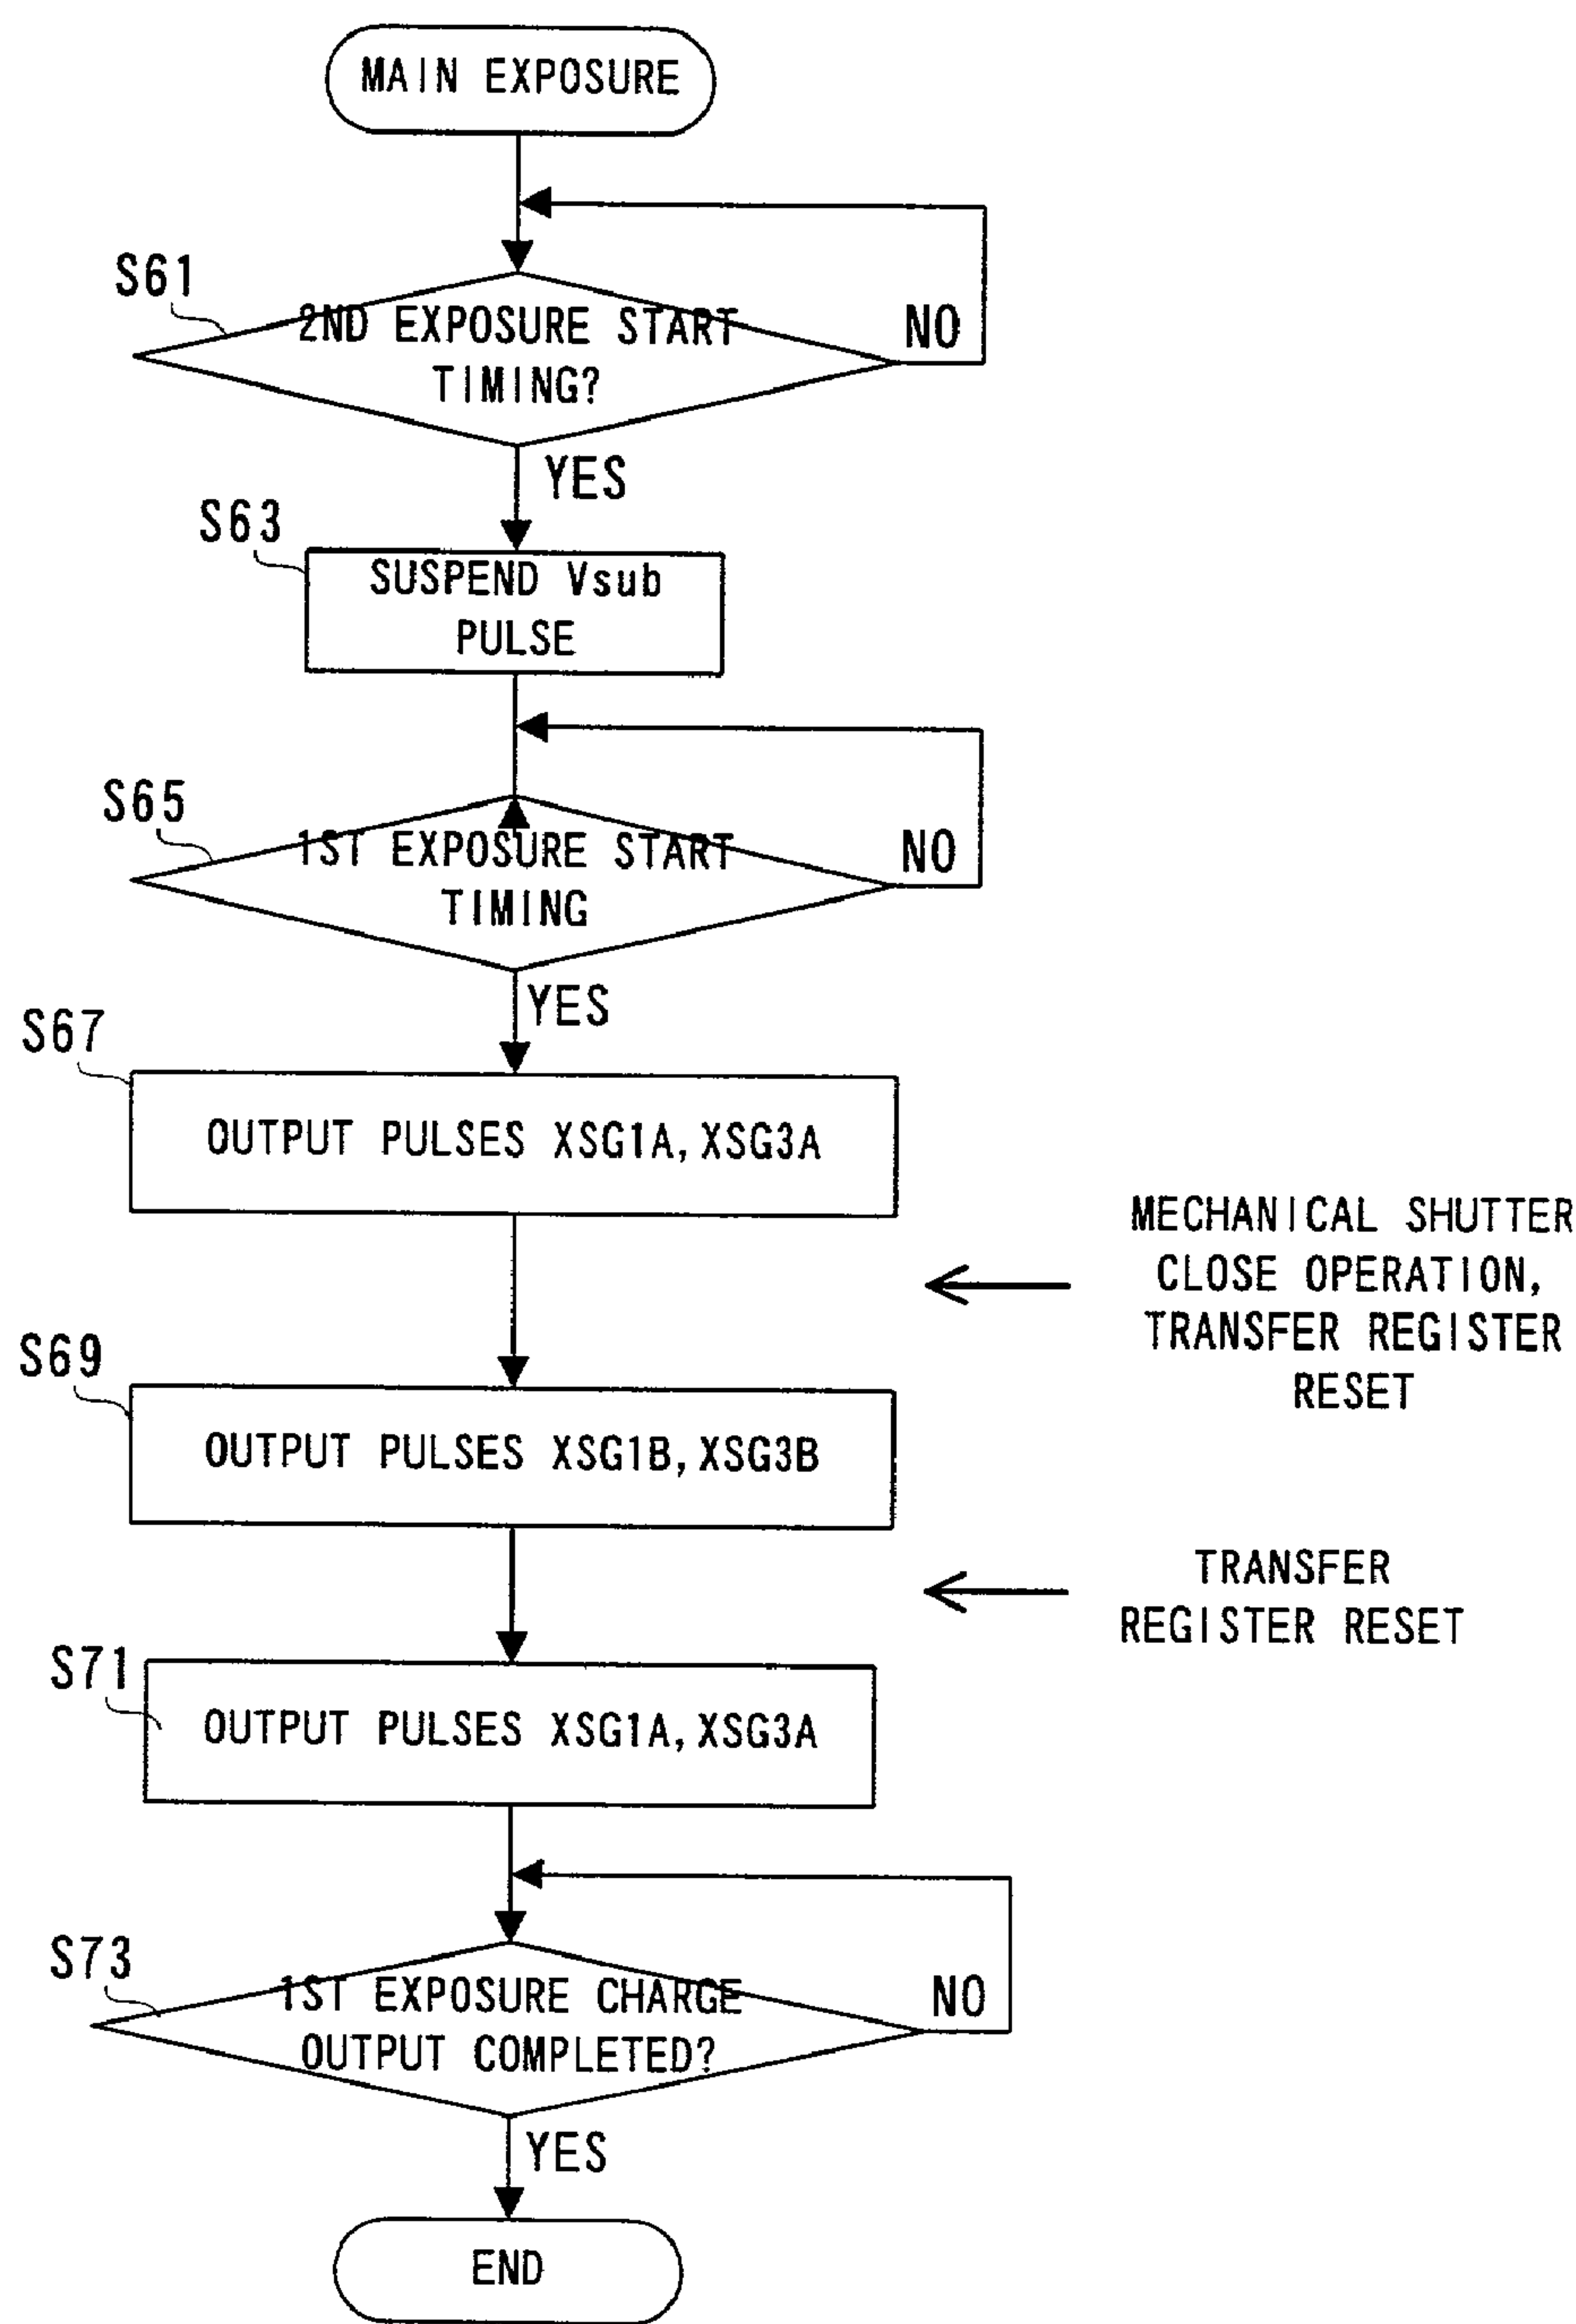 MAIN EXPOSURE
S61
2ND EXPOSURE START
TIMING?
NO
YES
S63
SUSPEND Vsub
PULSE
S65
1ST EXPOSURE START
TIMING
NO
YES
S67
OUTPUT PULSES XSG1A, XSG3A
MECHANICAL SHUTTER
CLOSE OPERATION,
TRANSFER REGISTER
RESET
S69
OUTPUT PULSES XSG1B, XSG3B
TRANSFER
REGISTER RESET
S71
OUTPUT PULSES XSG1A, XSG3A
S73
1ST EXPOSURE CHARGE
OUTPUT COMPLETED?
NO
YES
END